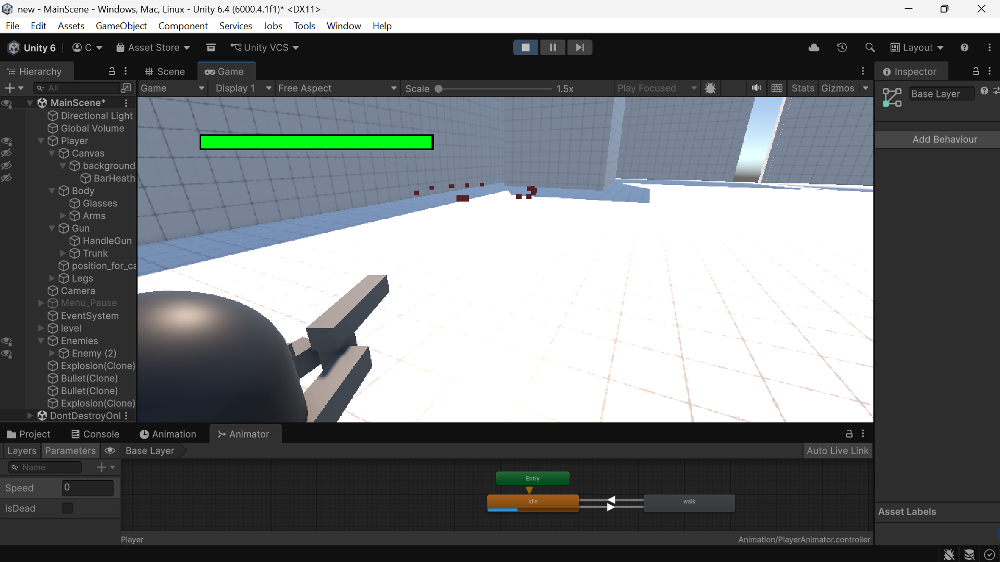 new - MainScene - Windows, Mac, Linux - Unity 6.4 (6000.4.1f1)* <DX11>
File Edit Assets GameObject Component Services Jobs Tools Window Help
Unity 6 C Asset Store Unity VCS Layout
Hierarchy Scene Game Inspector
All Game Display 1 Free Aspect Scale 1.5x Play Focused Stats Gizmos
Base Layer
MainScene*
Directional Light
Global Volume
Player
Canvas
background
BarHeath
Body
Glasses
Arms
Gun
HandleGun
Trunk
position_for_ca
Legs
Camera
Menu_Pause
EventSystem
level
Enemies
Enemy (2)
Explosion(Clone)
Bullet(Clone)
Bullet(Clone)
Explosion(Clone)
DontDestroyOnl
Add Behaviour
Project Console Animation Animator
Layers Parameters Base Layer Auto Live Link
Name
Speed 0
isDead
Entry
idle
walk
Player
Animation/PlayerAnimator.controller
Asset Labels